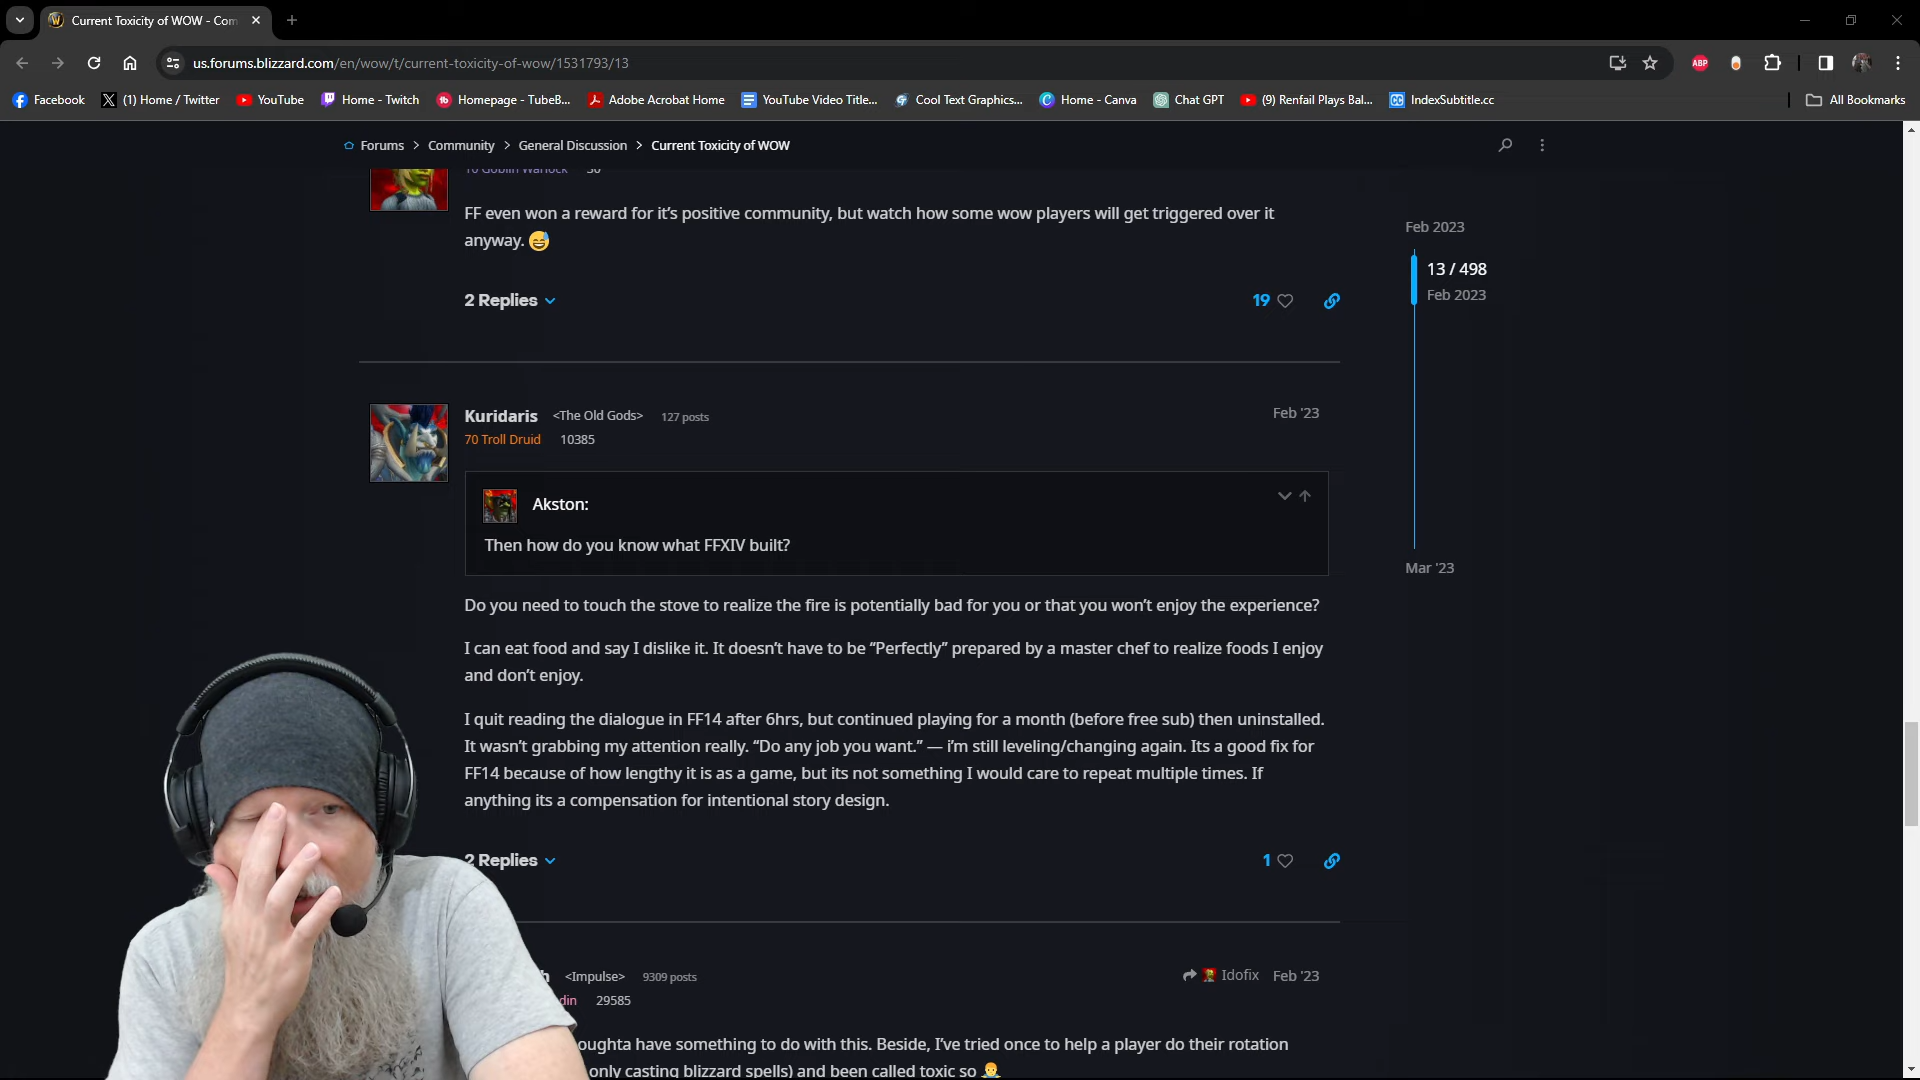 Current Toxicity of WOW - Com
us.forums.blizzard.com/en/wow/t/current-toxicity-of-wow/1531793/13
ABP
Facebook
(1) Home / Twitter
YouTube
Home - Twitch
Homepage - TubeB...
Adobe Acrobat Home
YouTube Video Title...
Cool Text Graphics...
Home - Canva
Chat GPT
(9) Renfail Plays Bal...
CC
IndexSubtitle.cc
All Bookmarks
Forums > Community > General Discussion > Current Toxicity of WOW
10 Goblin Warlock 30
FF even won a reward for it's positive community, but watch how some wow players will get triggered over it
anyway. 😅
2 Replies
19
Feb 2023
13 / 498
Feb 2023
Mar '23
Kuridaris <The Old Gods> 127 posts
Feb '23
70 Troll Druid 10385
Akston:
Then how do you know what FFXIV built?
Do you need to touch the stove to realize the fire is potentially bad for you or that you won't enjoy the experience?
I can eat food and say I dislike it. It doesn't have to be “Perfectly” prepared by a master chef to realize foods I enjoy
and don't enjoy.
I quit reading the dialogue in FF14 after 6hrs, but continued playing for a month (before free sub) then uninstalled.
It wasn't grabbing my attention really. “Do any job you want.” — i'm still leveling/changing again. Its a good fix for
FF14 because of how lengthy it is as a game, but its not something I would care to repeat multiple times. If
anything its a compensation for intentional story design.
2 Replies
1
h <Impulse> 9309 posts
Idofix Feb '23
din 29585
oughta have something to do with this. Beside, I've tried once to help a player do their rotation
only casting blizzard spells) and been called toxic so